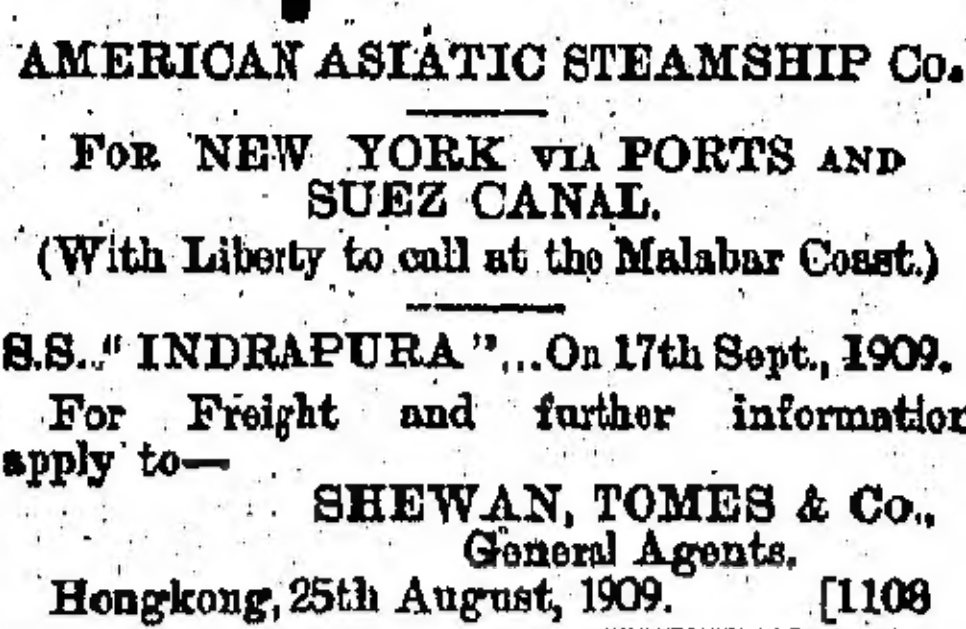 AMERICAN ASIATIC STEAMSHIP Co.
FOR NEW YORK VIA PORTS AND
SUEZ CANAL.
(With Liberty to call at the Malabar Coast.)
S.S. "INDRAPURA"...On 17th Sept., 1909.
For Freight and further information
apply to—
SHEWAN, TOMES & Co.,
General Agents.
Hongkong, 25th August, 1909. [1108